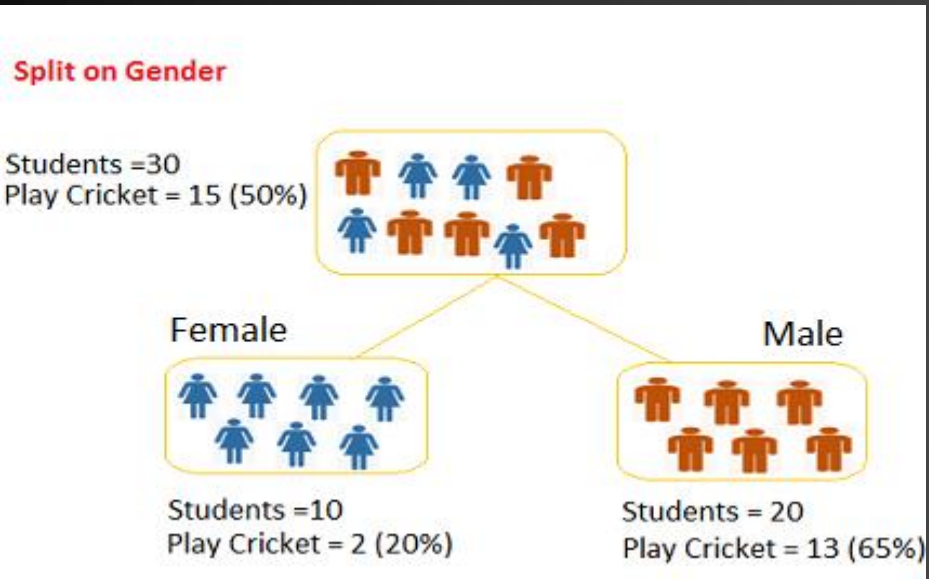 Split on Gender
Students =30
Play Cricket = 15 (50%)
Female
Male
Students =10
Play Cricket = 2 (20%)
Students = 20
Play Cricket = 13 (65%)